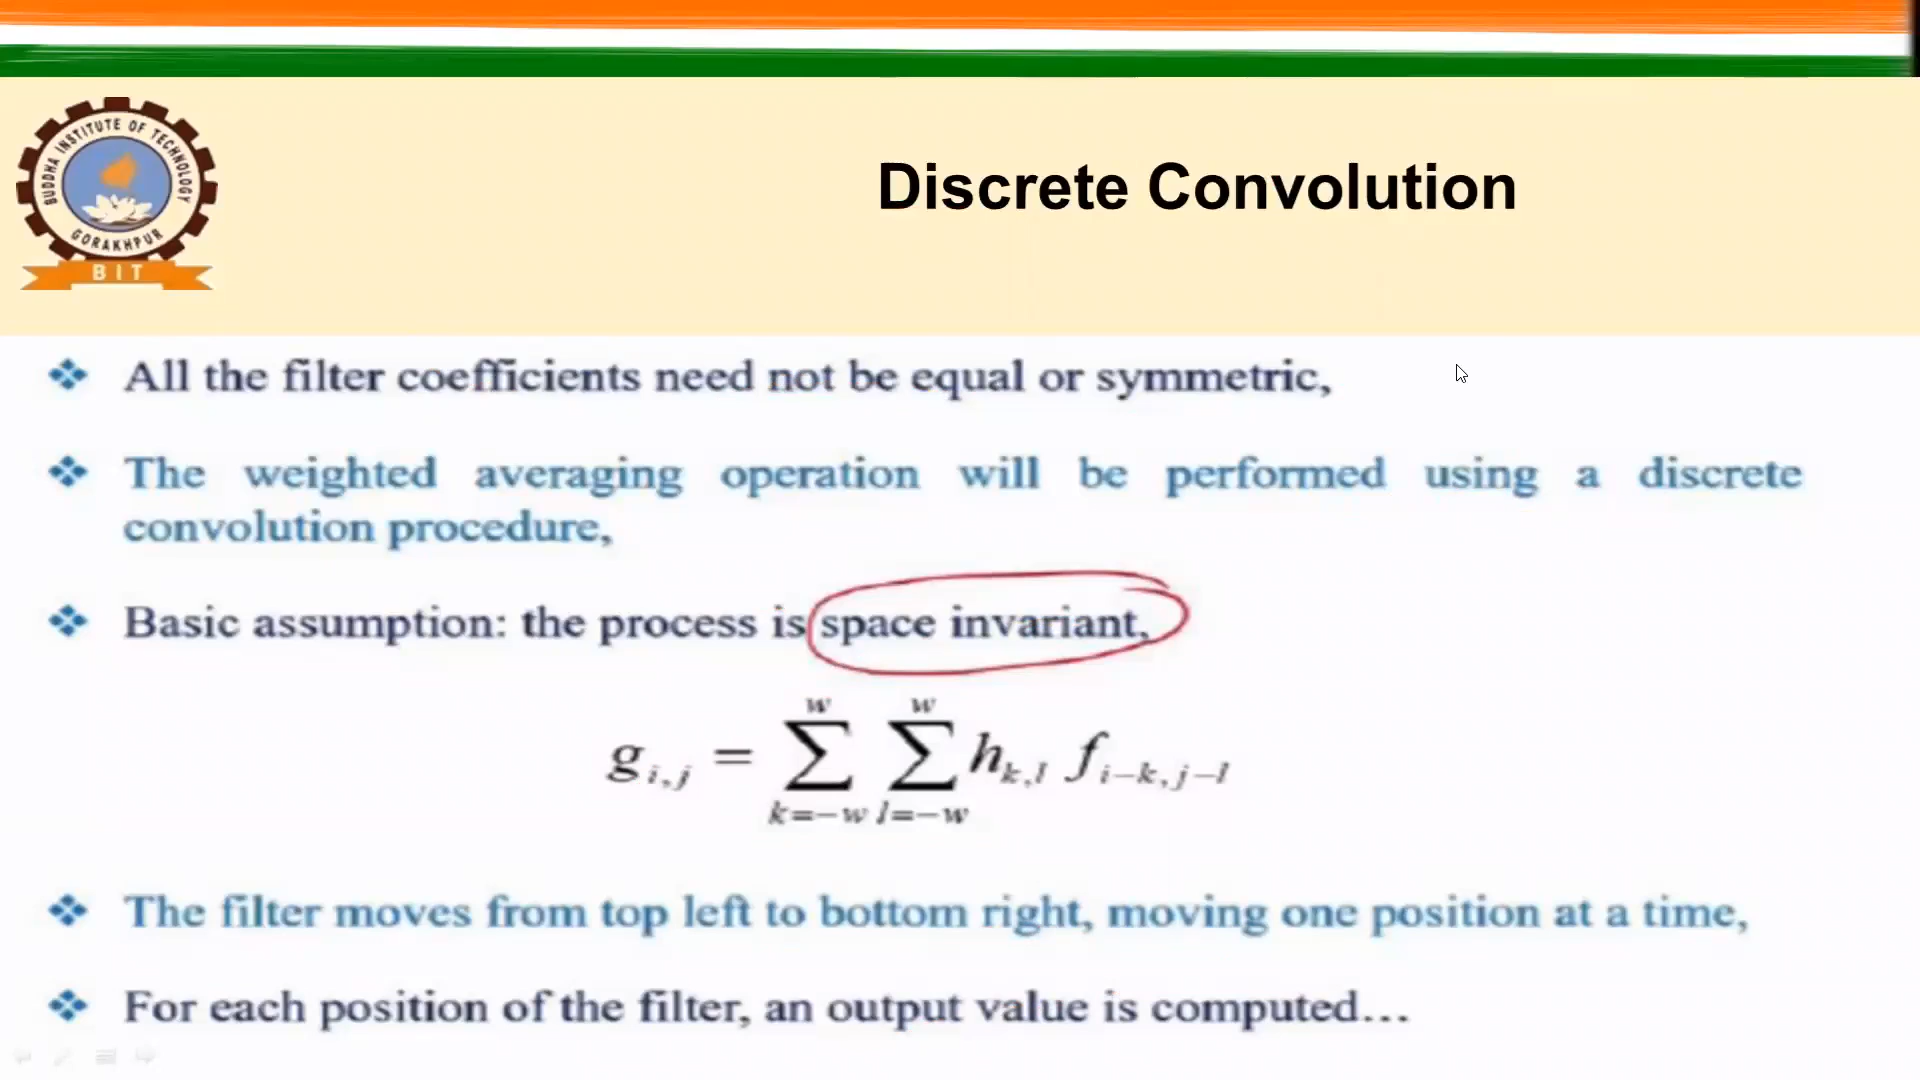 BUDDHA INSTITUTE OF TECHNOLOGY
GORAKHPUR
BIT
Discrete Convolution
All the filter coefficients need not be equal or symmetric,
The weighted averaging operation will be performed using a discrete
convolution procedure,
Basic assumption: the process is space invariant,
g_{i,j} = \sum_{k=-w}^{w} \sum_{l=-w}^{w} h_{k,l} f_{i-k,j-l}
The filter moves from top left to bottom right, moving one position at a time,
For each position of the filter, an output value is computed...